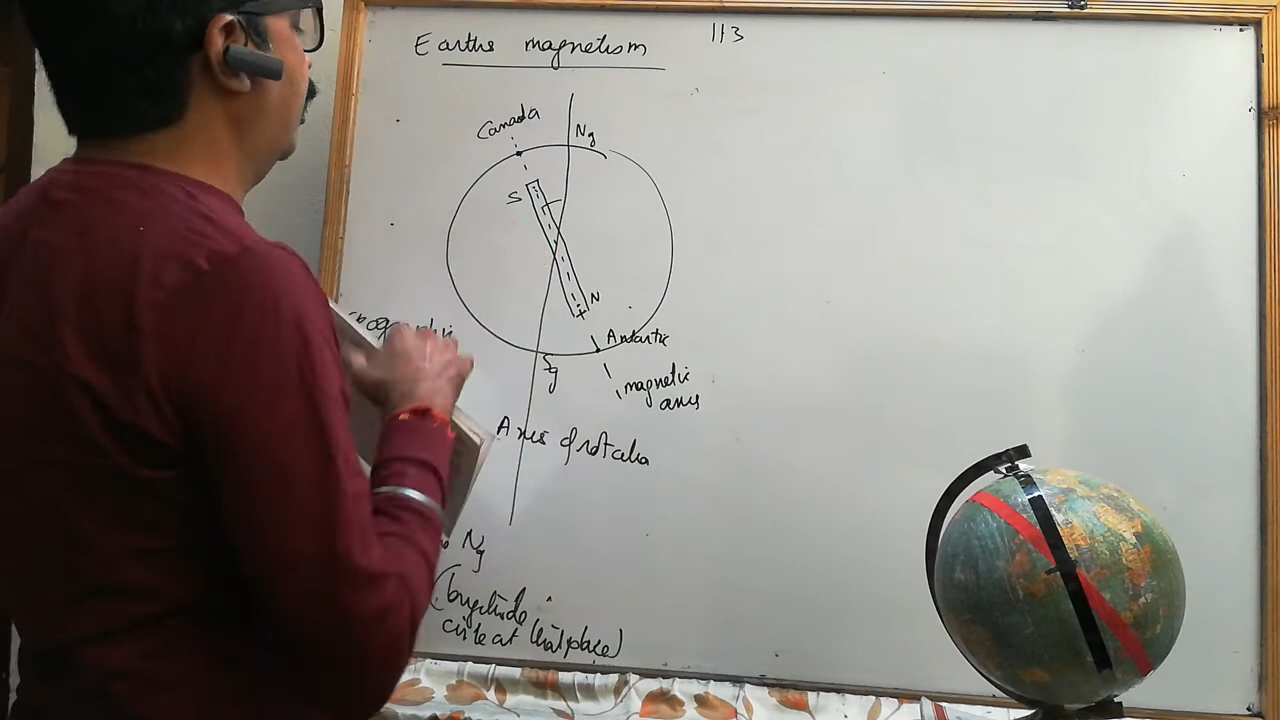 Earths magnetism
113
Canada
Ng
S
N
Antartic
Sg
magnetic
axis
Axis of rotation
Ng
(longitude
circle at that place)